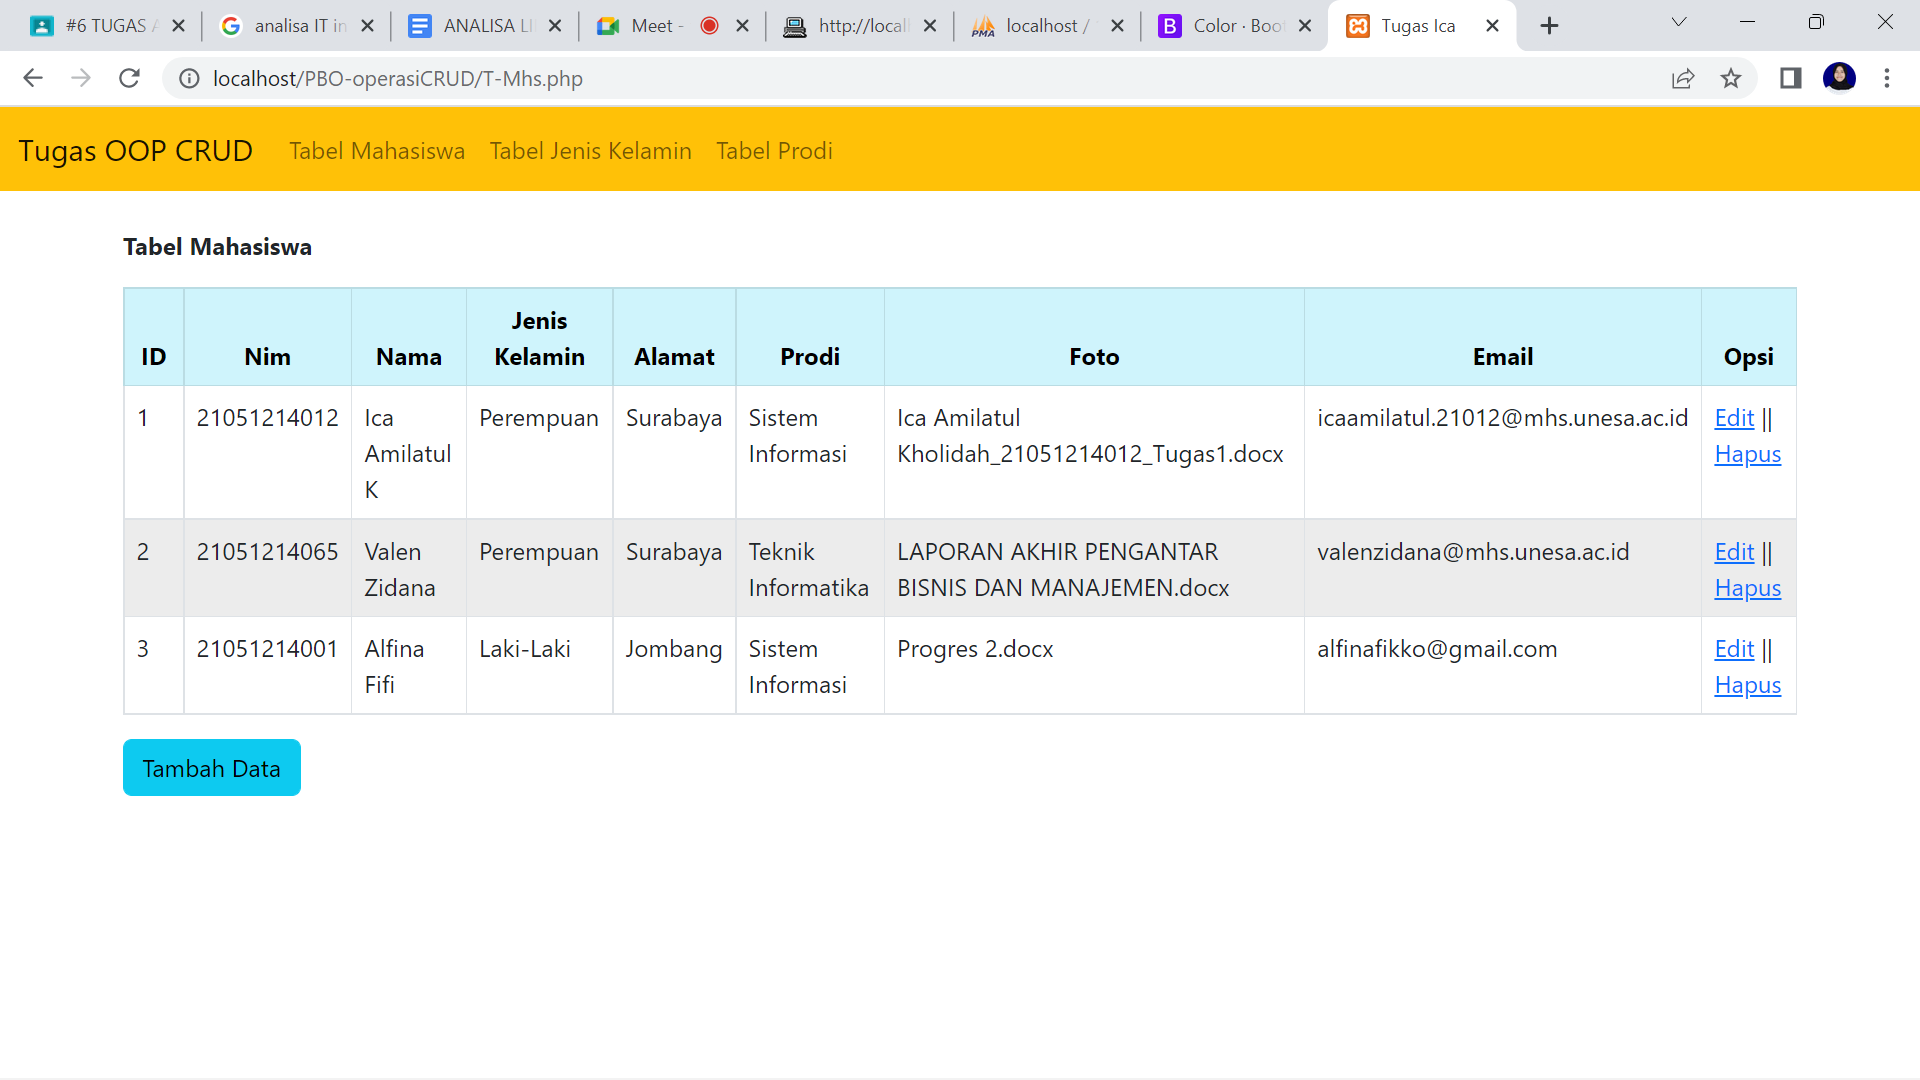 #6 TUGAS A
analisa IT in
ANALISA LI
Meet -
http://local
PMA
localhost /
B
Color · Boot
Tugas Ica
localhost/PBO-operasiCRUD/T-Mhs.php
Tugas OOP CRUD
Tabel Mahasiswa
Tabel Jenis Kelamin
Tabel Prodi
Tabel Mahasiswa
ID
Nim
Nama
Jenis
Kelamin
Alamat
Prodi
Foto
Email
Opsi
1
21051214012
Ica
Amilatul
K
Perempuan
Surabaya
Sistem
Informasi
Ica Amilatul
Kholidah_21051214012_Tugas1.docx
icaamilatul.21012@mhs.unesa.ac.id
Edit ||
Hapus
2
21051214065
Valen
Zidana
Perempuan
Surabaya
Teknik
Informatika
LAPORAN AKHIR PENGANTAR
BISNIS DAN MANAJEMEN.docx
valenzidana@mhs.unesa.ac.id
Edit ||
Hapus
3
21051214001
Alfina
Fifi
Laki-Laki
Jombang
Sistem
Informasi
Progres 2.docx
alfinafikko@gmail.com
Edit ||
Hapus
Tambah Data